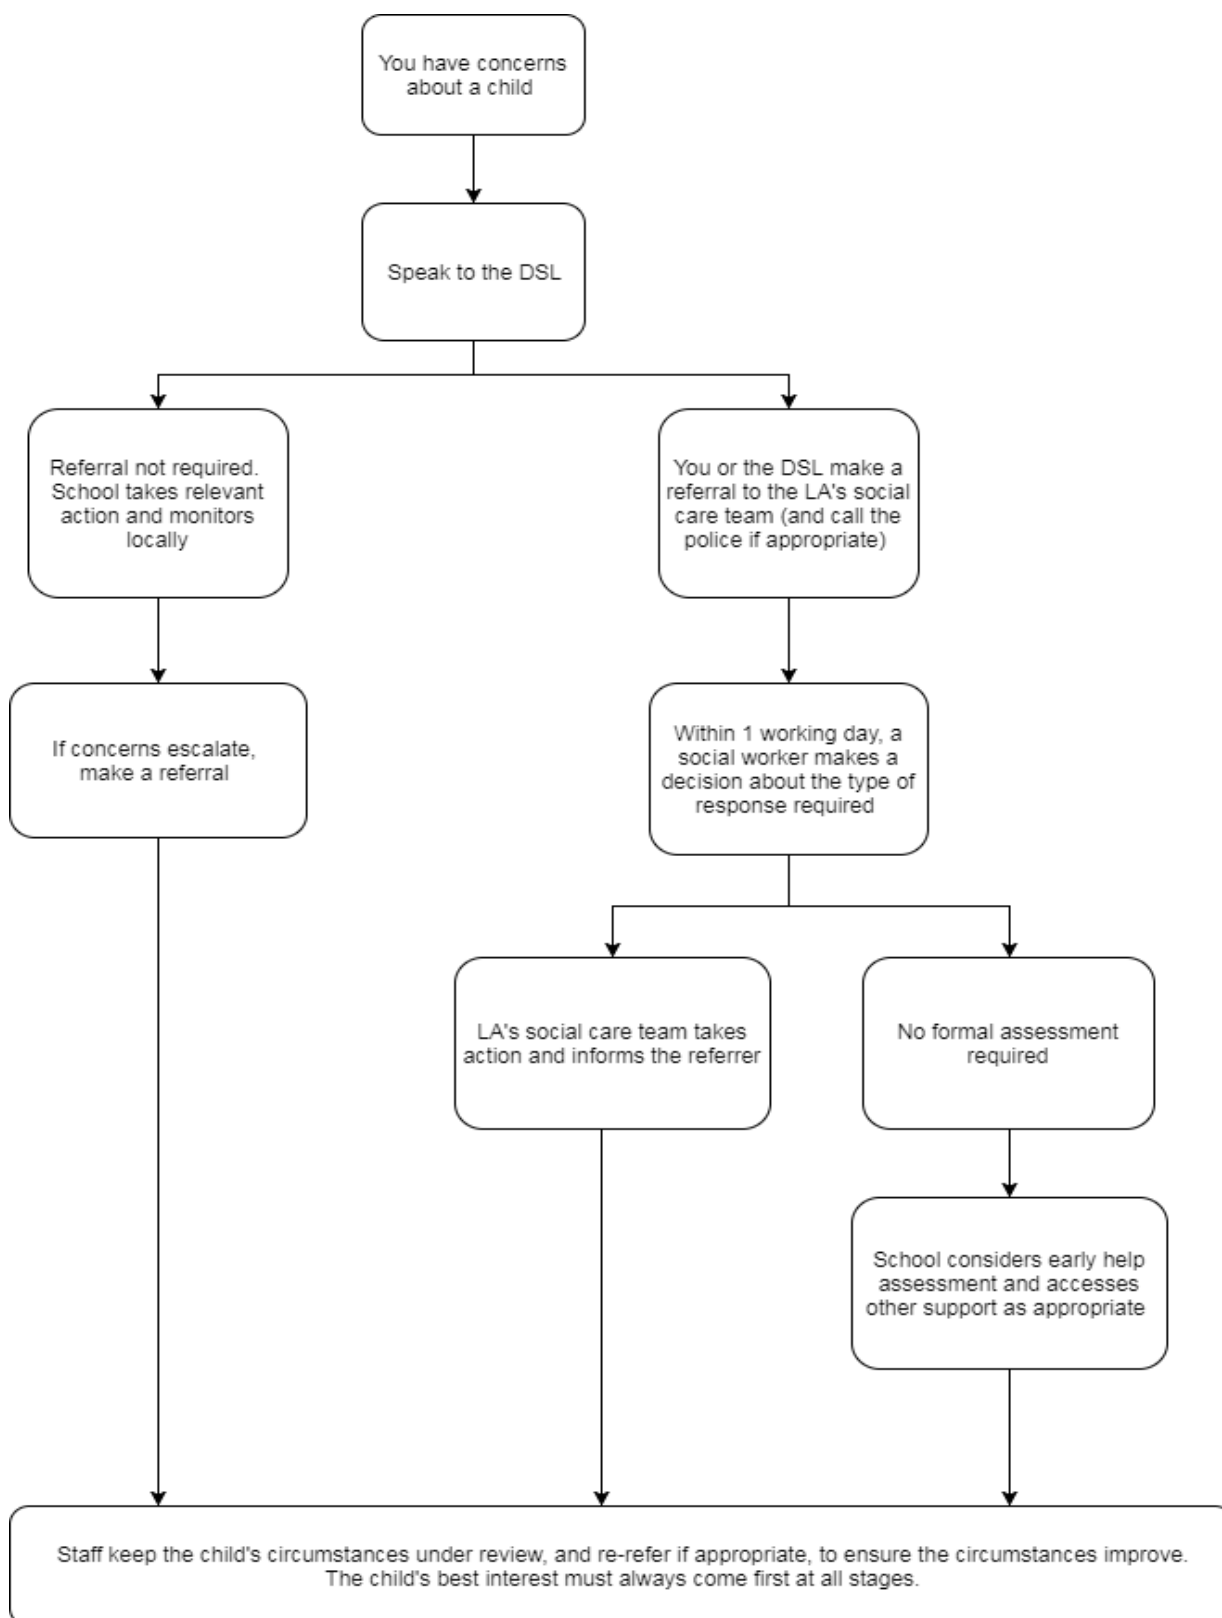 You have concerns
about a child
Speak to the DSL
Referral not required.
School takes relevant
action and monitors
locally
You or the DSL make a
referral to the LA's social
care team (and call the
police if appropriate)
If concerns escalate,
make a referral
Within 1 working day, a
social worker makes a
decision about the type of
response required
LA's social care team takes
action and informs the referrer
No formal assessment
required
School considers early help
assessment and accesses
other support as appropriate
Staff keep the child's circumstances under review, and re-refer if appropriate, to ensure the circumstances improve.
The child's best interest must always come first at all stages.